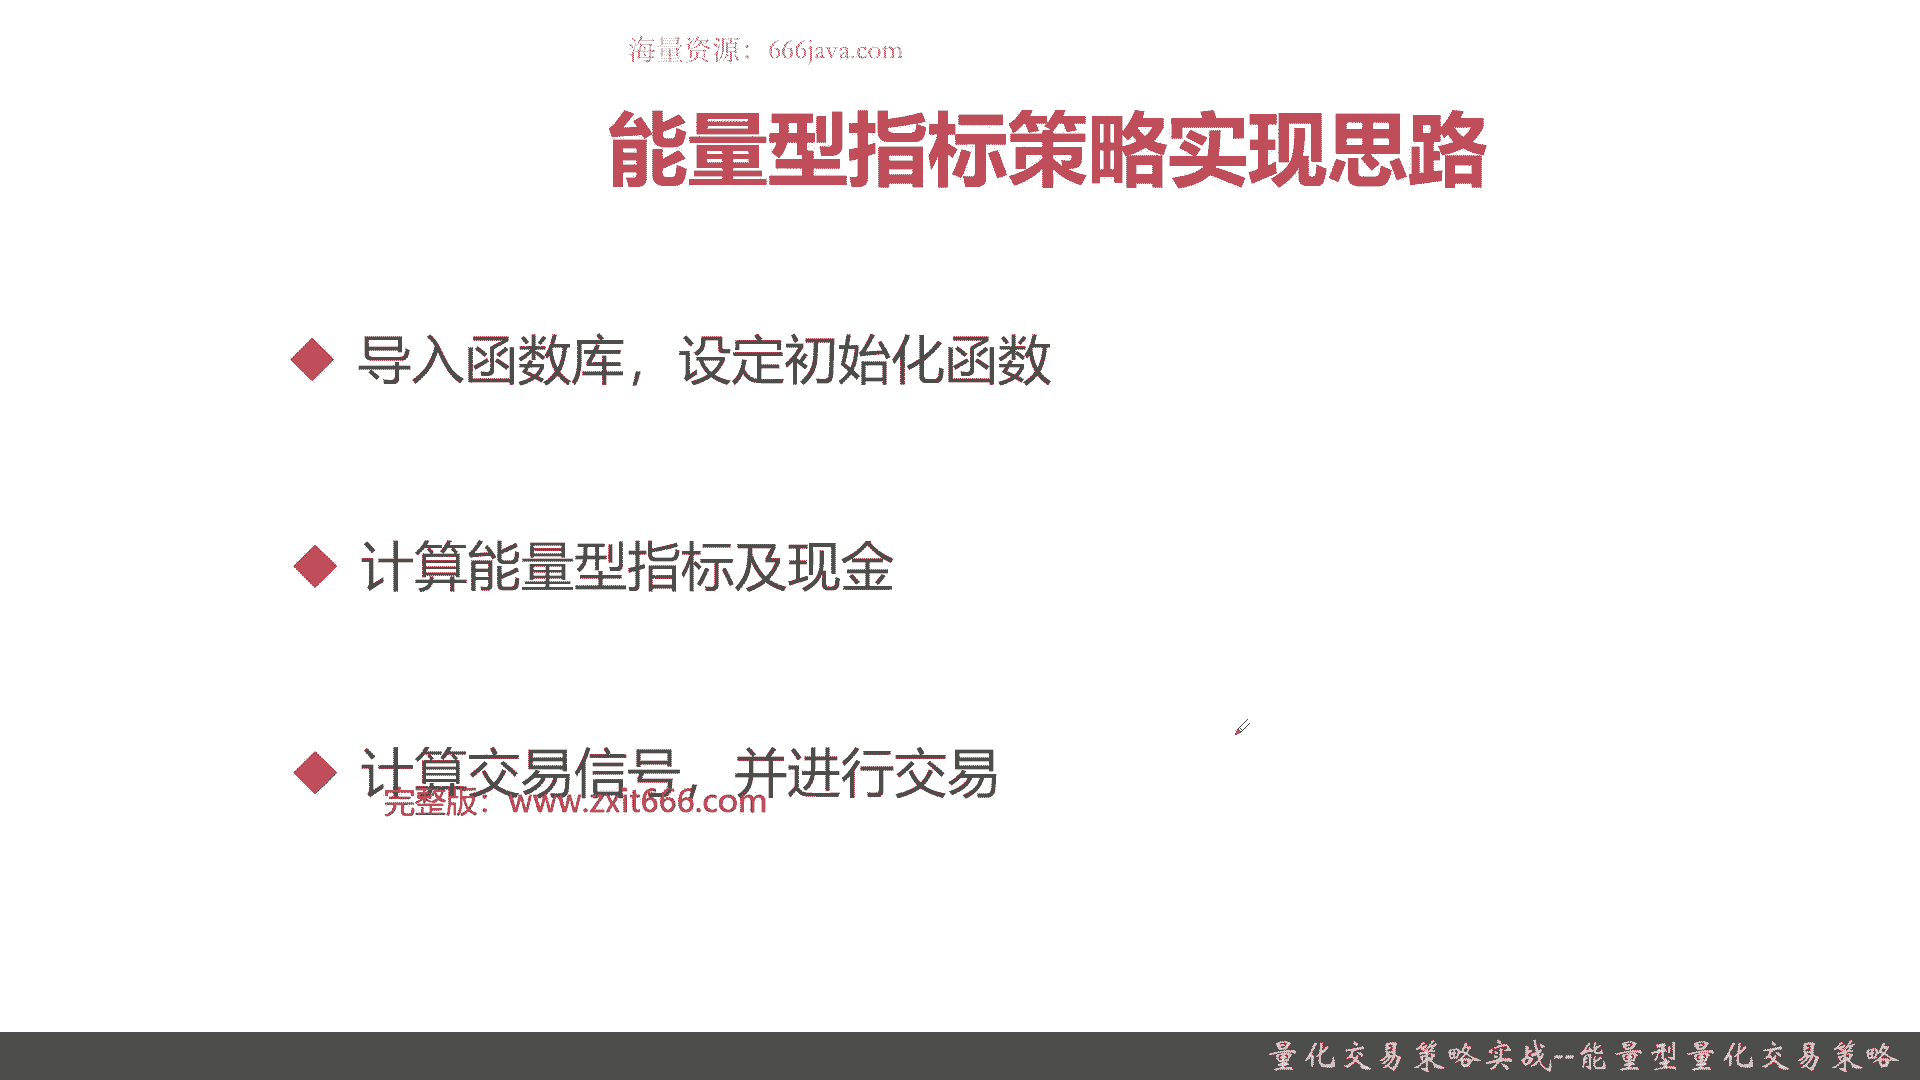 海量资源：666java.com
能量型指标策略实现思路
导入函数库，设定初始化函数
计算能量型指标及现金
计算交易信号，并进行交易
完整版：www.zxit666.com
量化交易策略实战--能量型量化交易策略